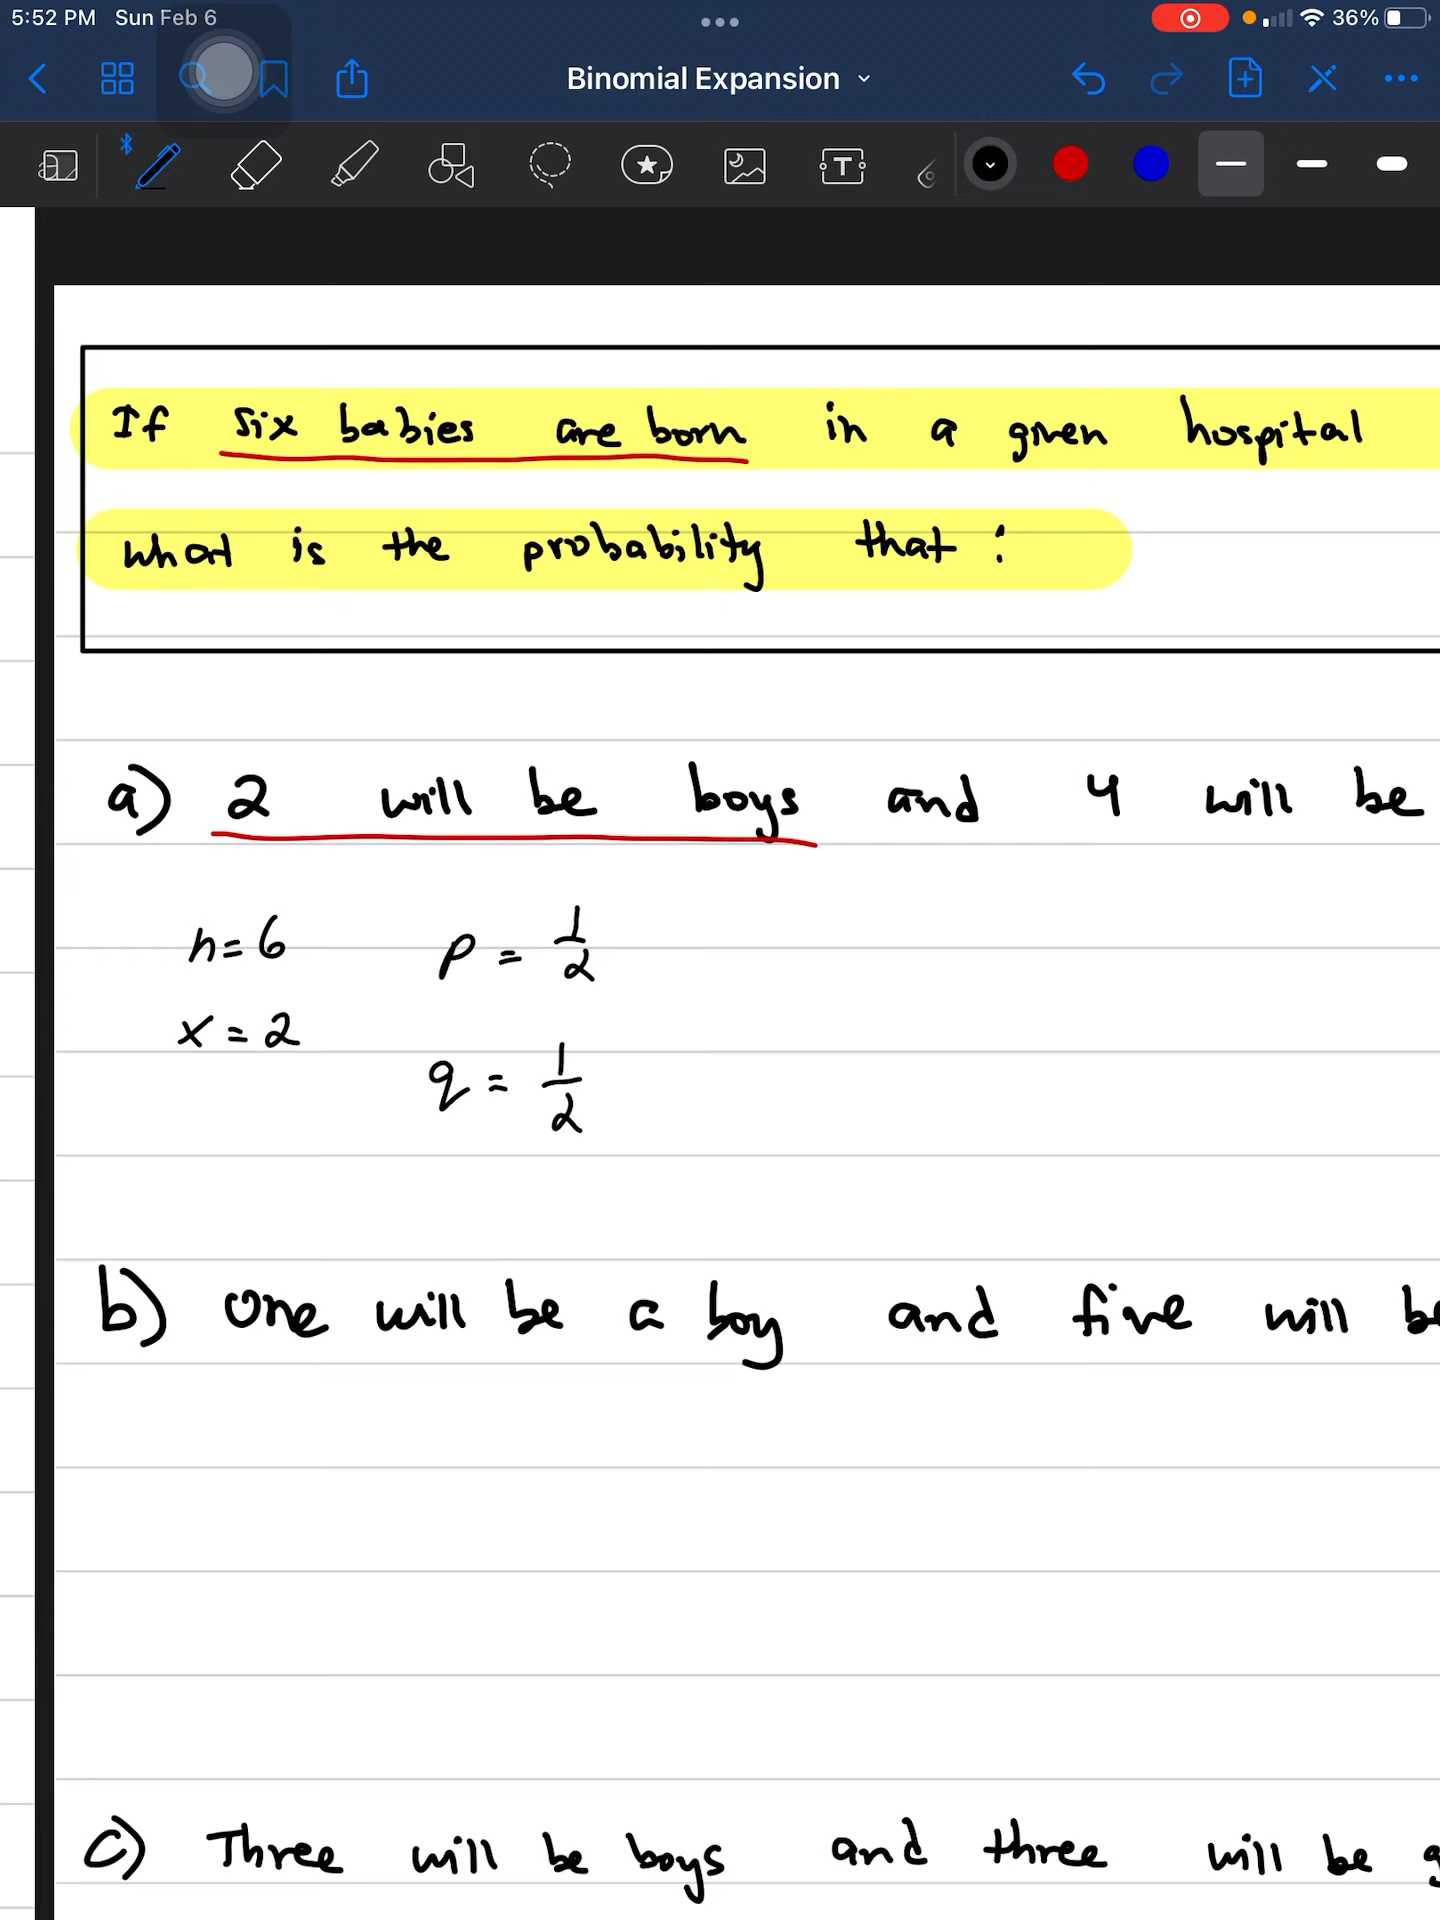 5:52 PM Sun Feb 6
36%
Binomial Expansion
If six babies are born in a given hospital
what is the probability that :
a) 2 will be boys and 4 will be
n = 6 p = 1/2
x = 2
q = 1/2
b) one will be a boy and five will be
c) Three will be boys and three will be g